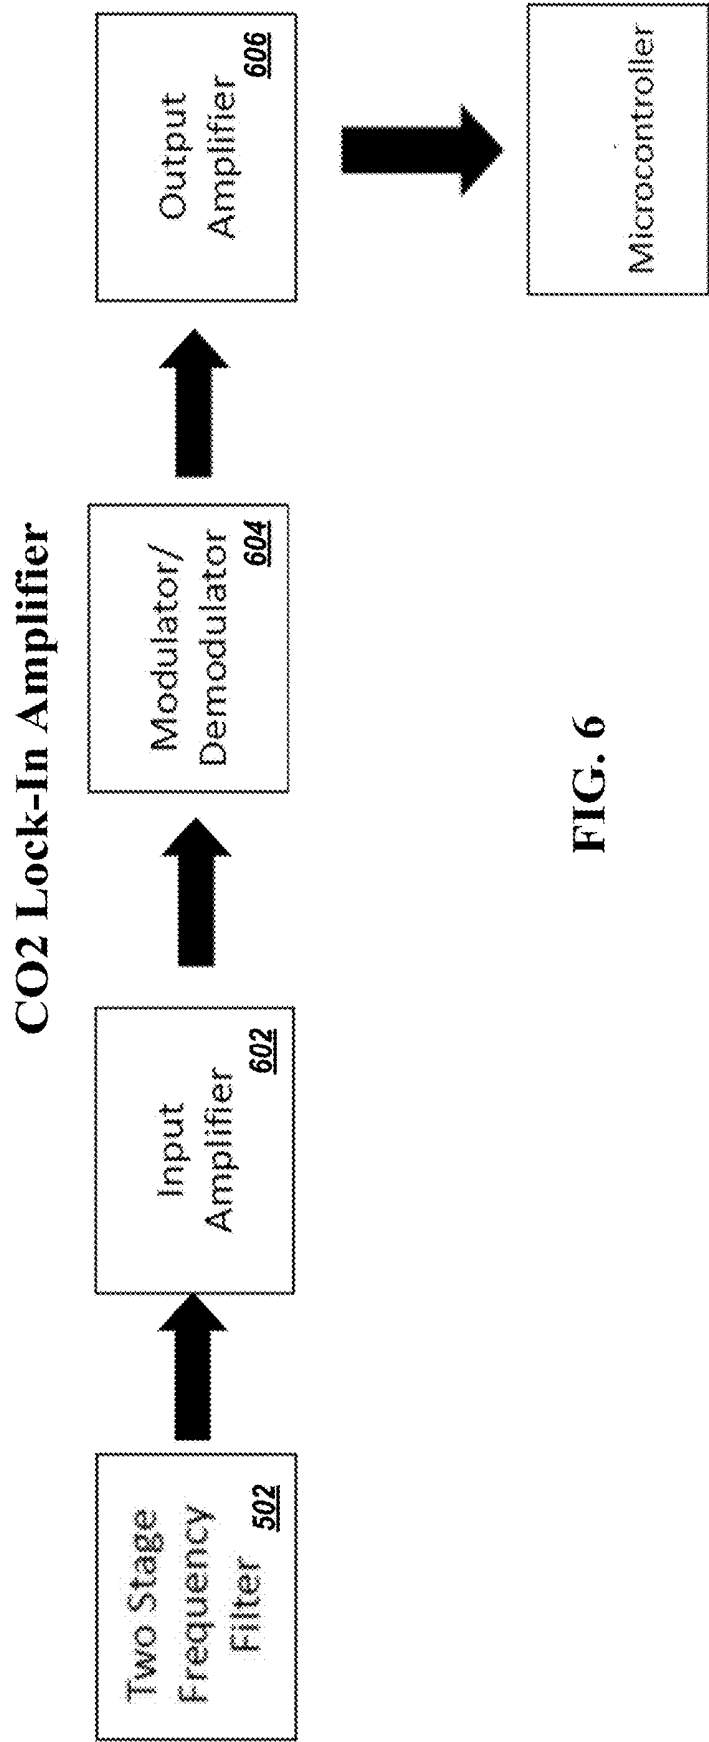 CO2 Lock-In Amplifier
Two Stage
Frequency
Filter
502
Input
Amplifier
602
Modulator/
Demodulator
604
Output
Amplifier
606
Microcontroller
FIG. 6